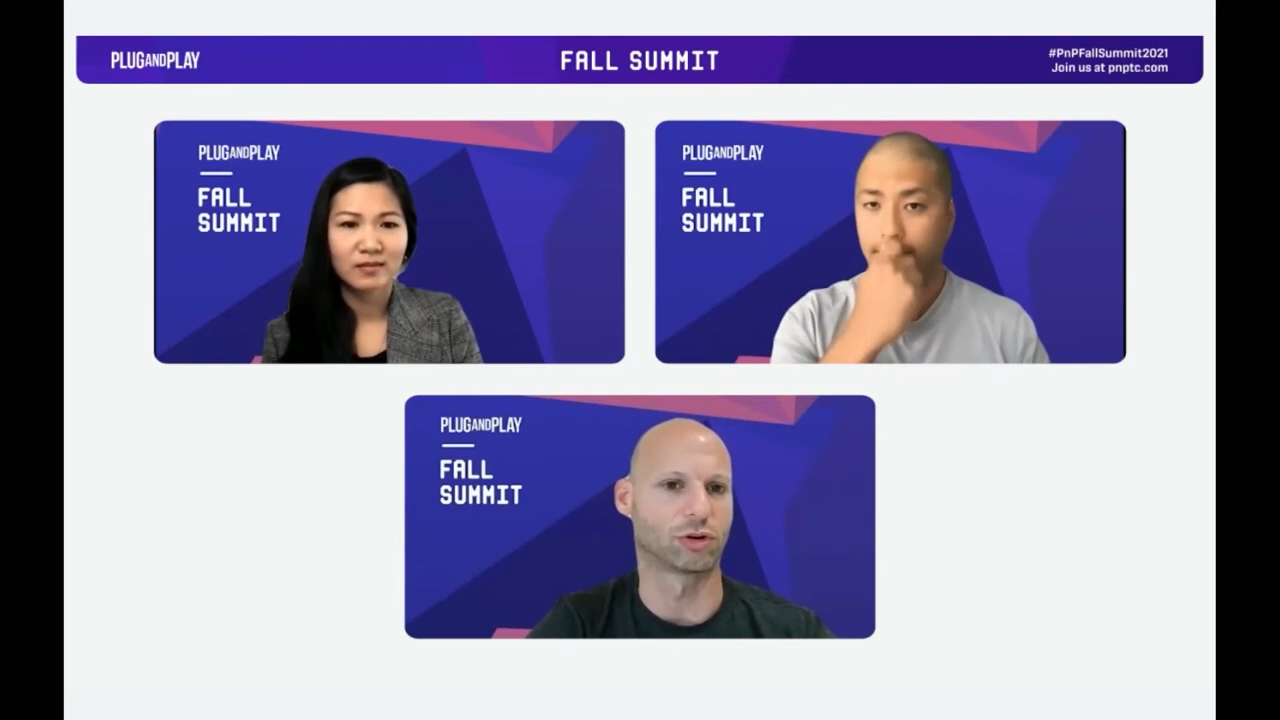 PLUGANDPLAY
FALL SUMMIT
#PnPFallSummit2021
Join us at pnptc.com
PLUGANDPLAY
FALL
SUMMIT
PLUGANDPLAY
FALL
SUMMIT
PLUGANDPLAY
FALL
SUMMIT